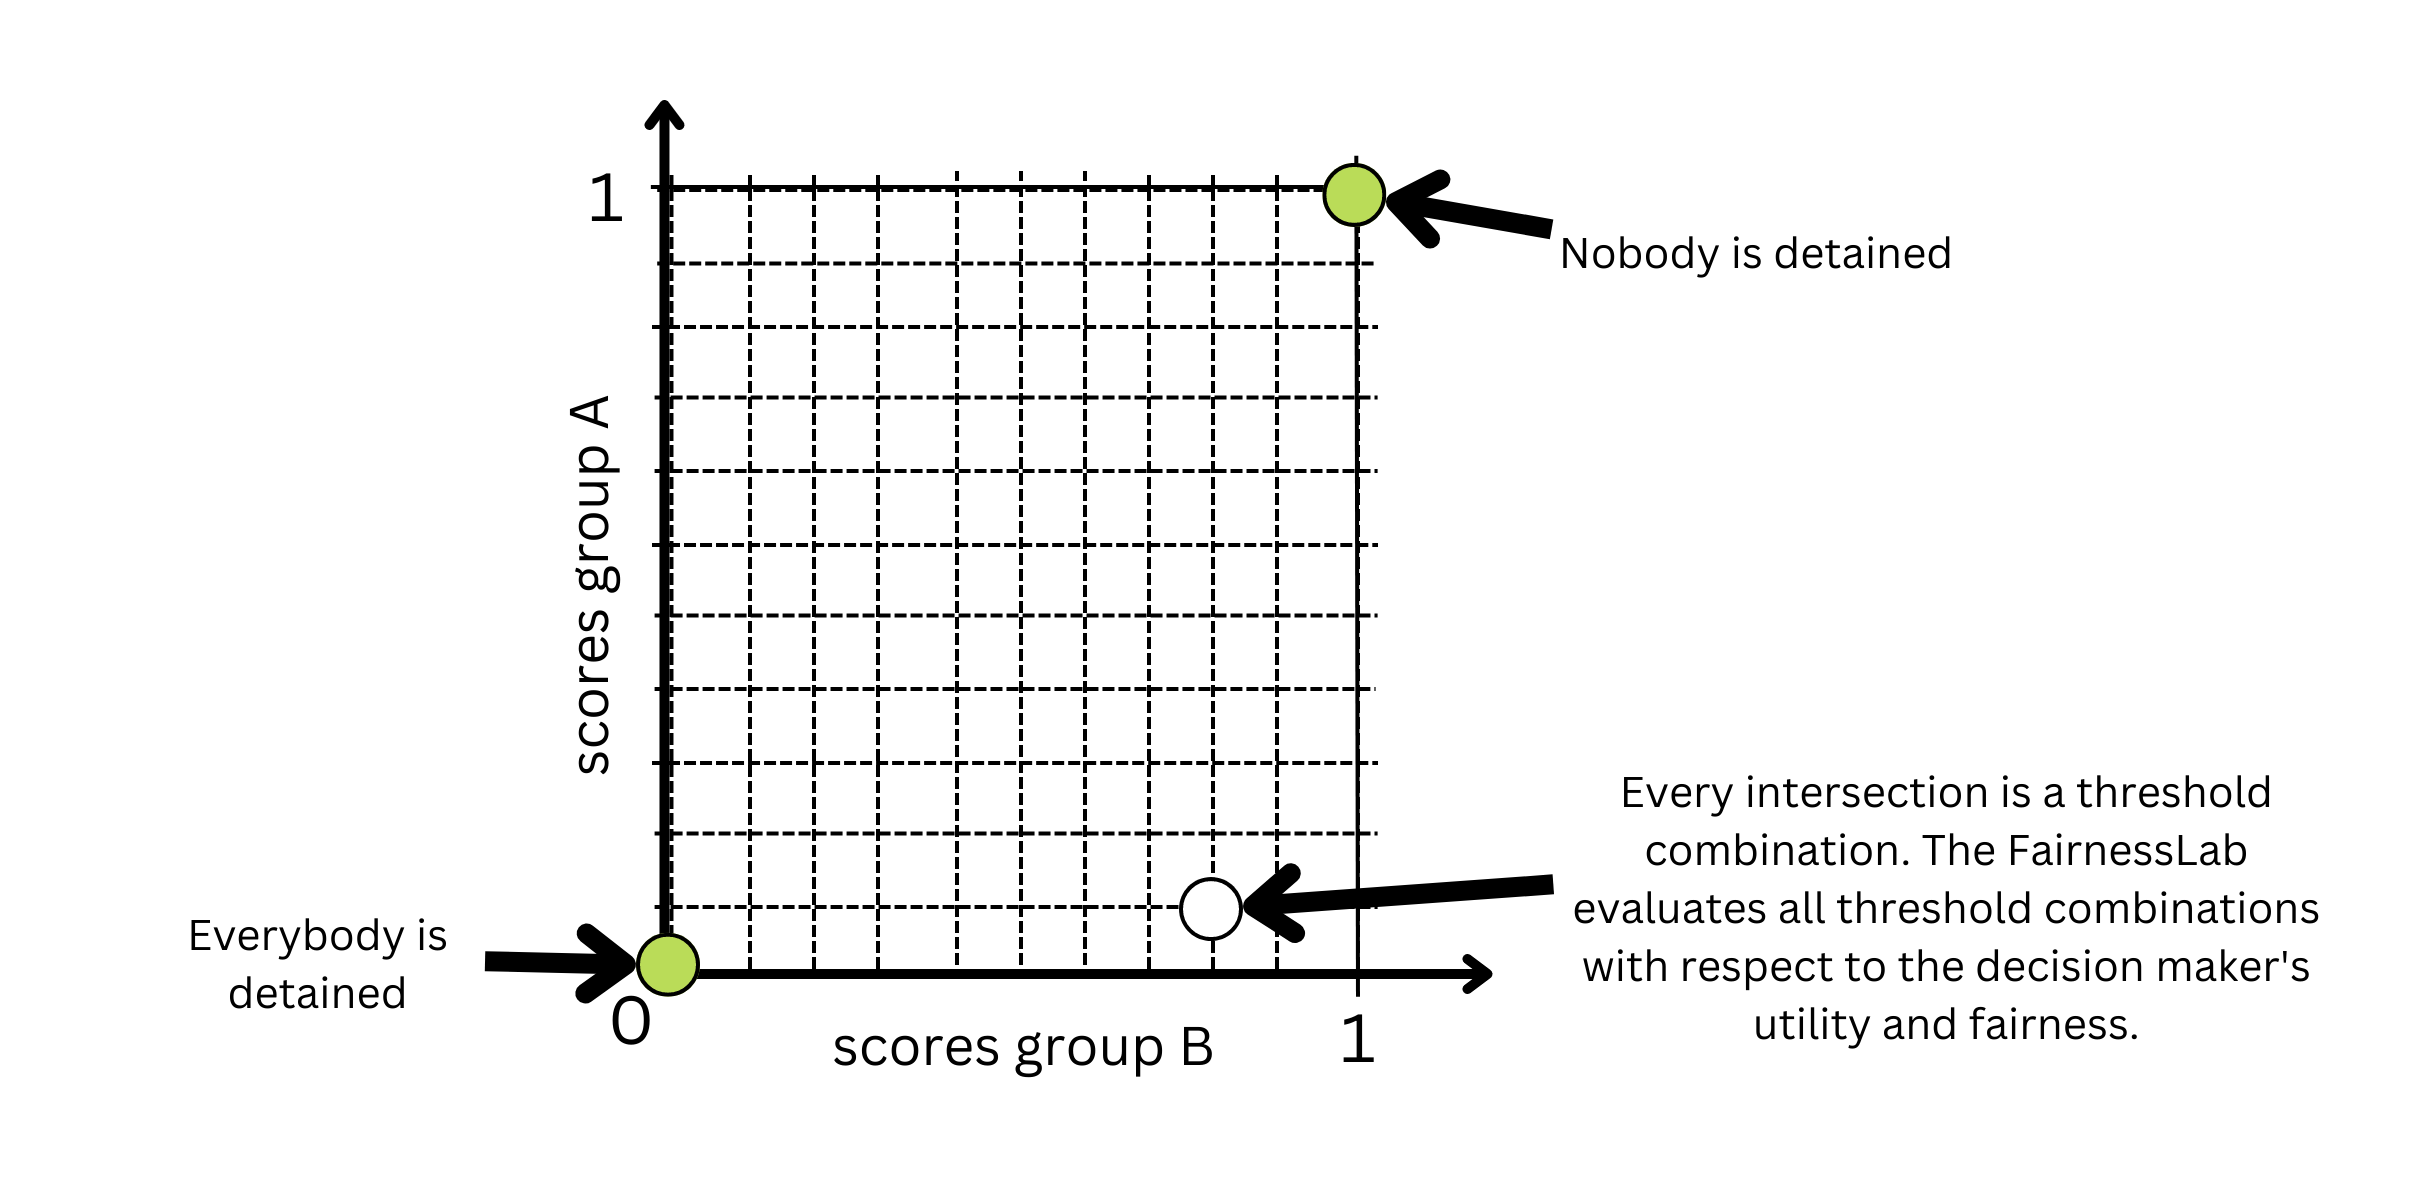 1
Nobody is detained
scores group A
Every intersection is a threshold
combination. The FairnessLab
evaluates all threshold combinations
with respect to the decision maker's
utility and fairness.
Everybody is
detained
0
scores group B
1